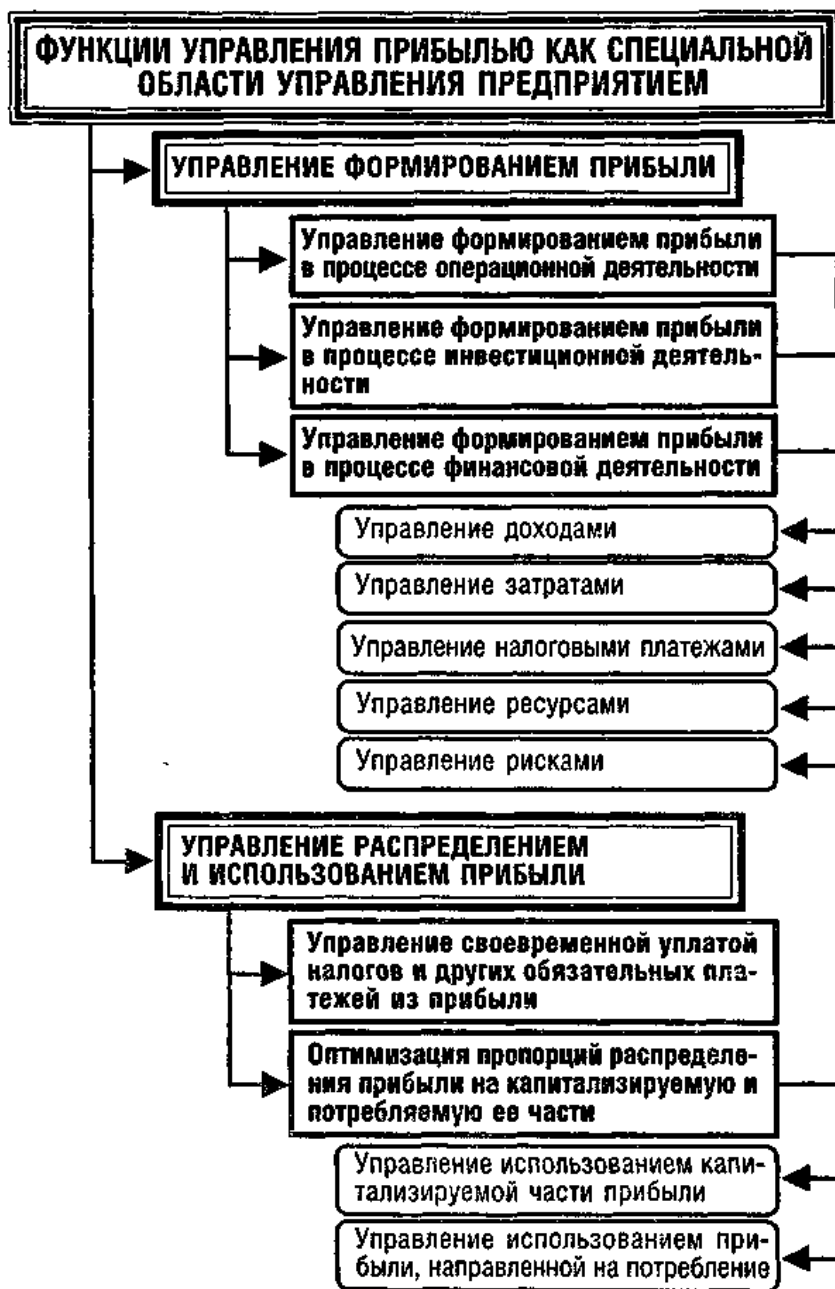 ФУНКЦИИ УПРАВЛЕНИЯ ПРИБЫЛЬЮ КАК СПЕЦИАЛЬНОЙ
ОБЛАСТИ УПРАВЛЕНИЯ ПРЕДПРИЯТИЕМ
УПРАВЛЕНИЕ ФОРМИРОВАНИЕМ ПРИБЫЛИ
Управление формированием прибыли
в процессе операционной деятельности
Управление формированием прибыли
в процессе инвестиционной деятель-
ности
Управление формированием прибыли
в процессе финансовой деятельности
Управление доходами
Управление затратами
Управление налоговыми платежами
Управление ресурсами
Управление рисками
УПРАВЛЕНИЕ РАСПРЕДЕЛЕНИЕМ
И ИСПОЛЬЗОВАНИЕМ ПРИБЫЛИ
Управление своевременной уплатой
налогов и других обязательных пла-
тежей из прибыли
Оптимизация пропорций распределе-
ния прибыли на капитализируемую и
потребляемую ее части
Управление использованием капи-
тализируемой части прибыли
Управление использованием при-
были, направленной на потребление